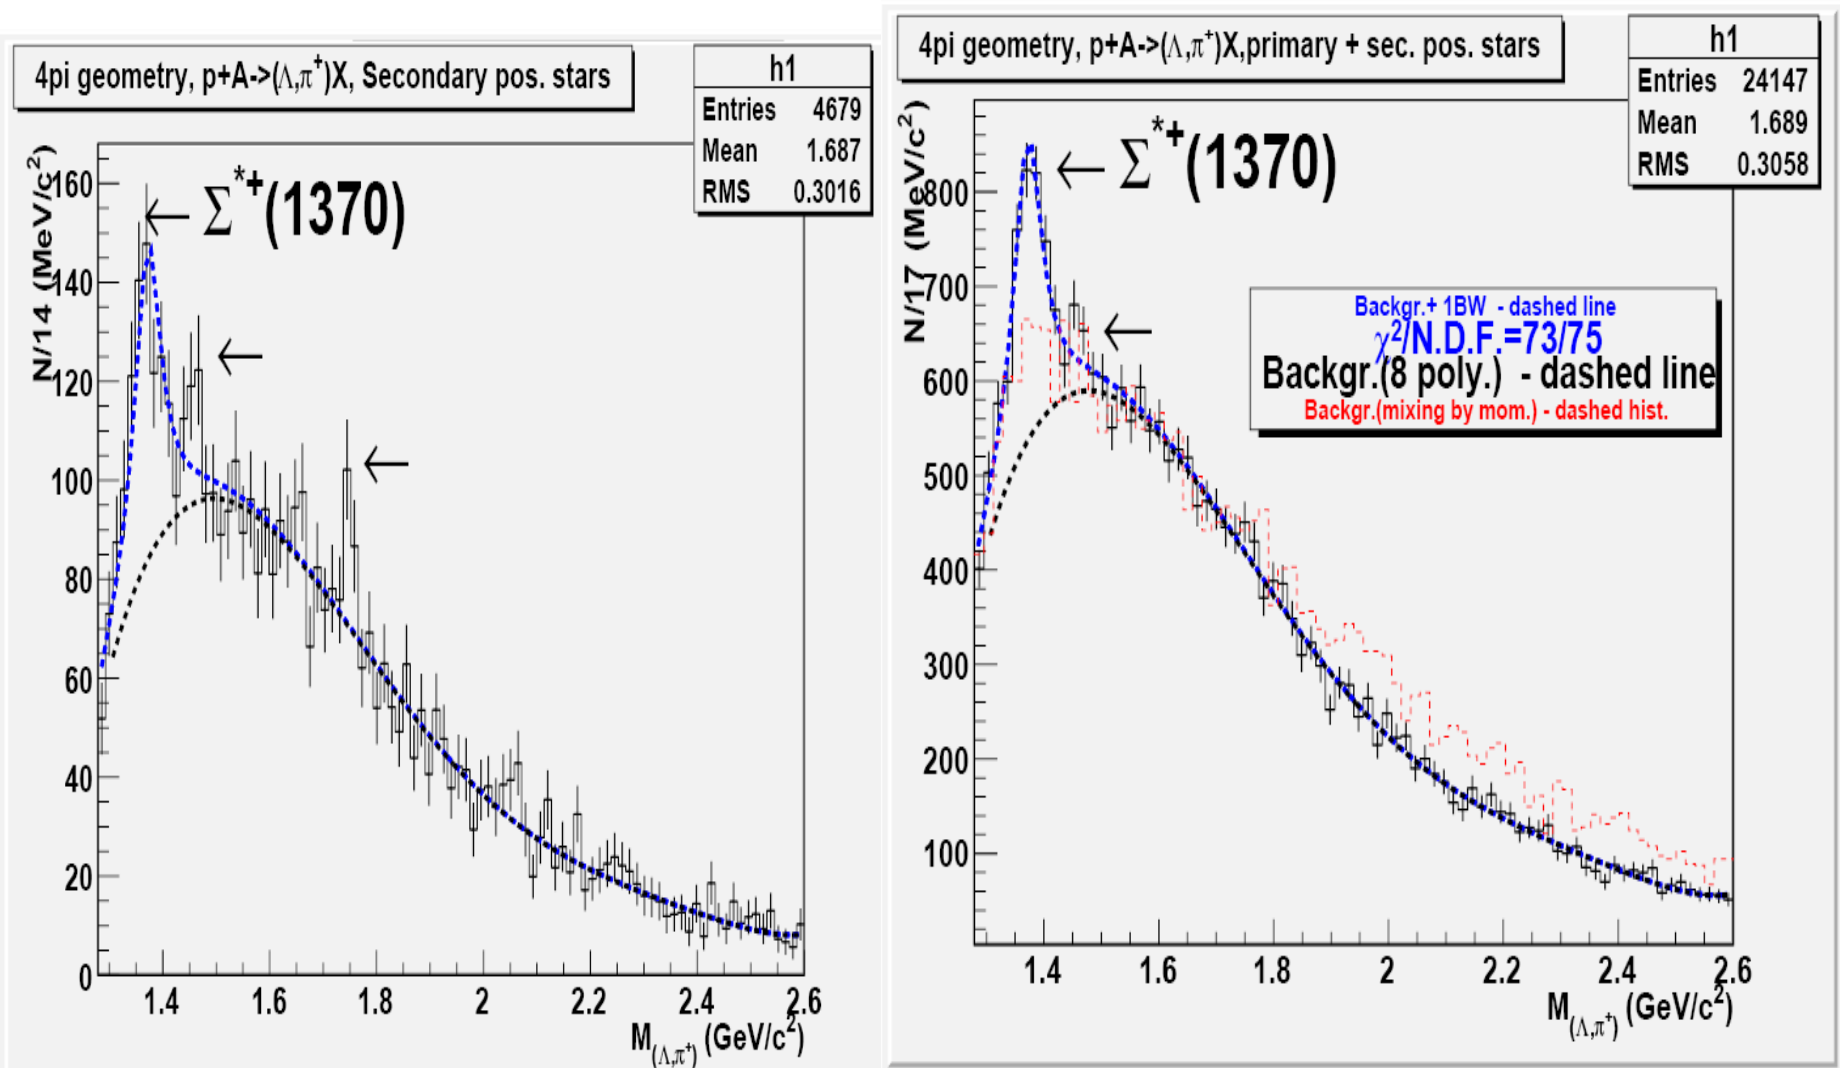 4pi geometry, p+A->(Λ,π⁺)X, Secondary pos. stars
h1
Entries 4679
Mean 1.687
RMS 0.3016
N/14 (MeV/c²)
← Σ*⁺(1370)
←
←
160
140
120
100
80
60
40
20
0
1.4 1.6 1.8 2 2.2 2.4 2.6
M(Λ,π⁺) (GeV/c²)
4pi geometry, p+A->(Λ,π⁺)X,primary + sec. pos. stars
h1
Entries 24147
Mean 1.689
RMS 0.3058
N/17 (MeV/c²)
← Σ*⁺(1370)
←
Backgr.+ 1BW - dashed line
χ²/N.D.F.=73/75
Backgr.(8 poly.) - dashed line
Backgr.(mixing by mom.) - dashed hist.
800
700
600
500
400
300
200
100
1.4 1.6 1.8 2 2.2 2.4 2.6
M(Λ,π⁺) (GeV/c²)